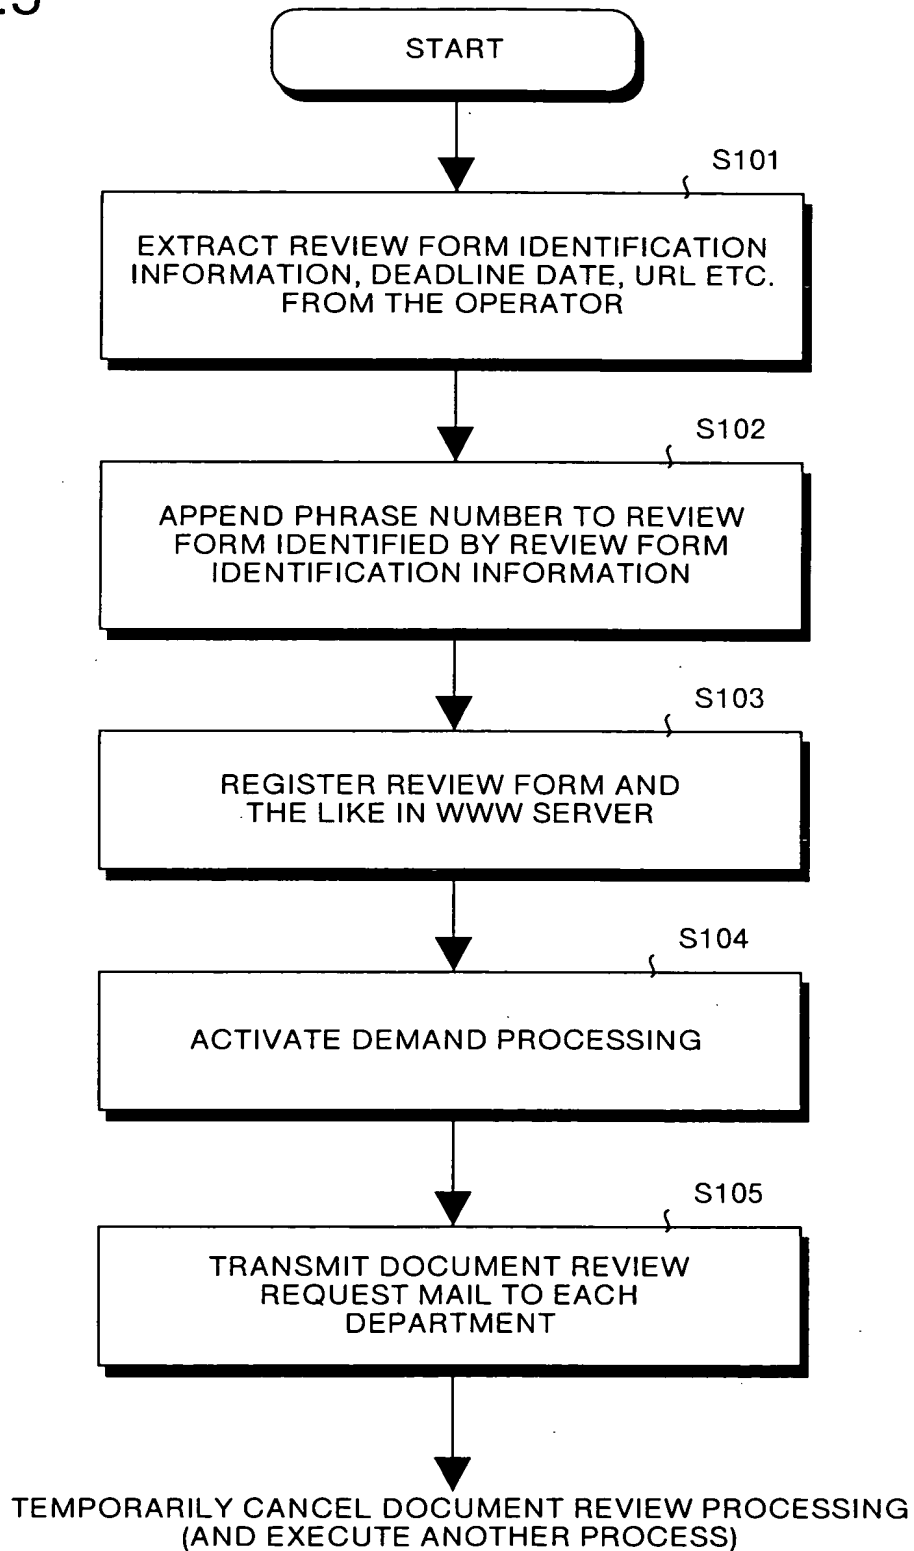 START
S101
EXTRACT REVIEW FORM IDENTIFICATION
INFORMATION, DEADLINE DATE, URL ETC.
FROM THE OPERATOR
S102
APPEND PHRASE NUMBER TO REVIEW
FORM IDENTIFIED BY REVIEW FORM
IDENTIFICATION INFORMATION
S103
REGISTER REVIEW FORM AND
THE LIKE IN WWW SERVER
S104
ACTIVATE DEMAND PROCESSING
S105
TRANSMIT DOCUMENT REVIEW
REQUEST MAIL TO EACH
DEPARTMENT
TEMPORARILY CANCEL DOCUMENT REVIEW PROCESSING
(AND EXECUTE ANOTHER PROCESS)